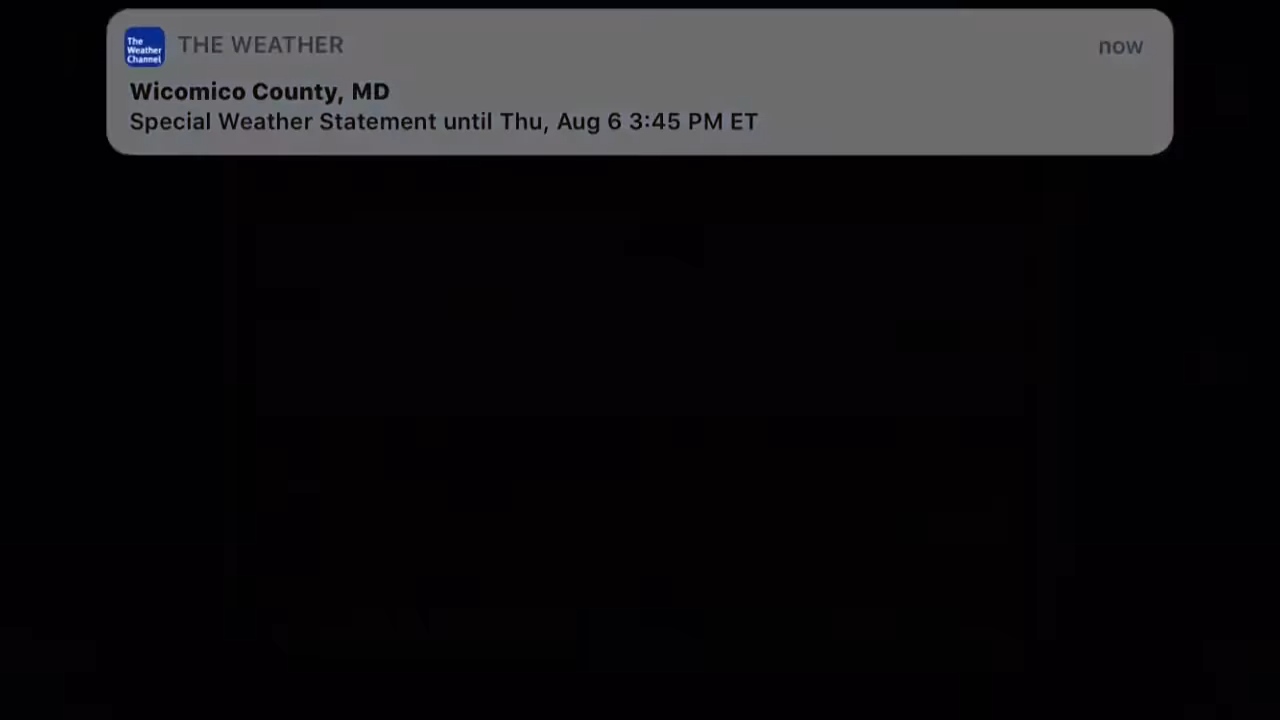 The
Weather
Channel
THE WEATHER
now
Wicomico County, MD
Special Weather Statement until Thu, Aug 6 3:45 PM ET